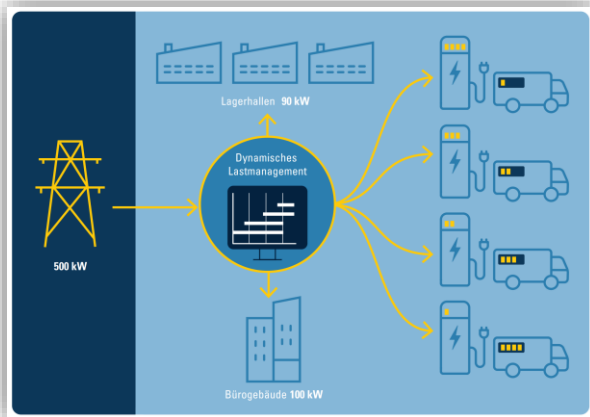 Lagerhallen 90 kW
Dynamisches
Lastmanagement
500 kW
Bürogebäude 100 kW